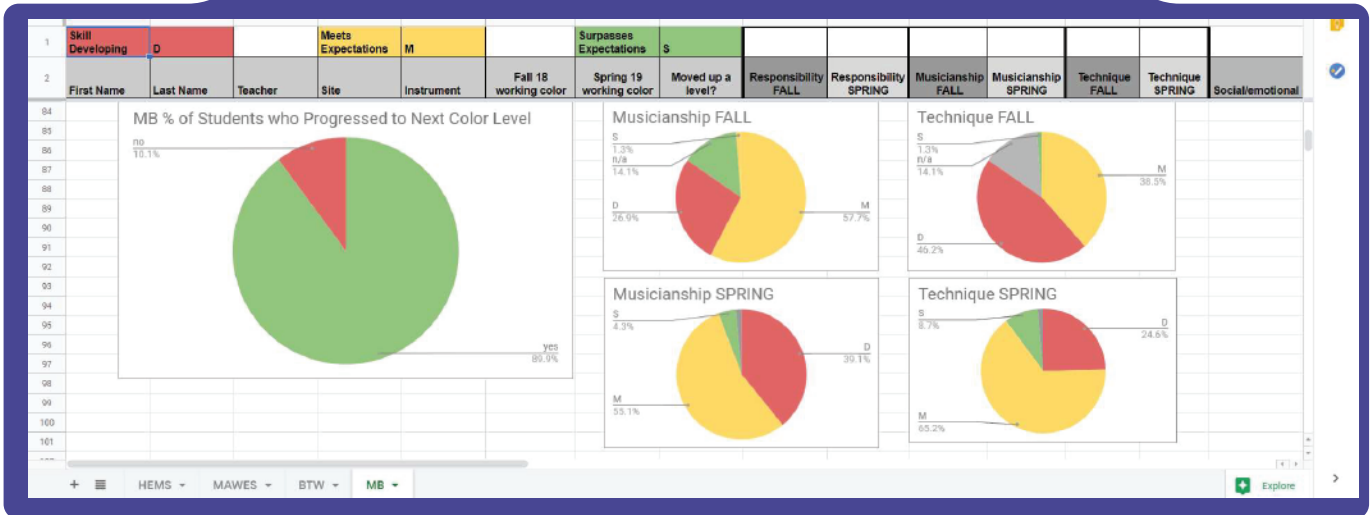 1
Skill
Developing
D
Meets
Expectations
M
Surpasses
Expectations
S
2
First Name
Last Name
Teacher
Site
Instrument
Fall 18
working color
Spring 19
working color
Moved up a
level?
Responsibility
FALL
Responsibility
SPRING
Musicianship
FALL
Musicianship
SPRING
Technique
FALL
Technique
SPRING
Social/emotional
84
85
86
87
88
89
90
91
92
93
94
95
96
97
98
99
100
101
MB % of Students who Progressed to Next Color Level
no
10.1%
yes
89.9%
Musicianship FALL
S
1.3%
n/a
14.1%
D
26.9%
M
57.7%
Technique FALL
S
1.3%
n/a
14.1%
M
38.5%
D
46.2%
Musicianship SPRING
S
4.3%
D
39.1%
M
55.1%
Technique SPRING
S
8.7%
D
24.6%
M
65.2%
HEMS
MAWES
BTW
MB
Explore